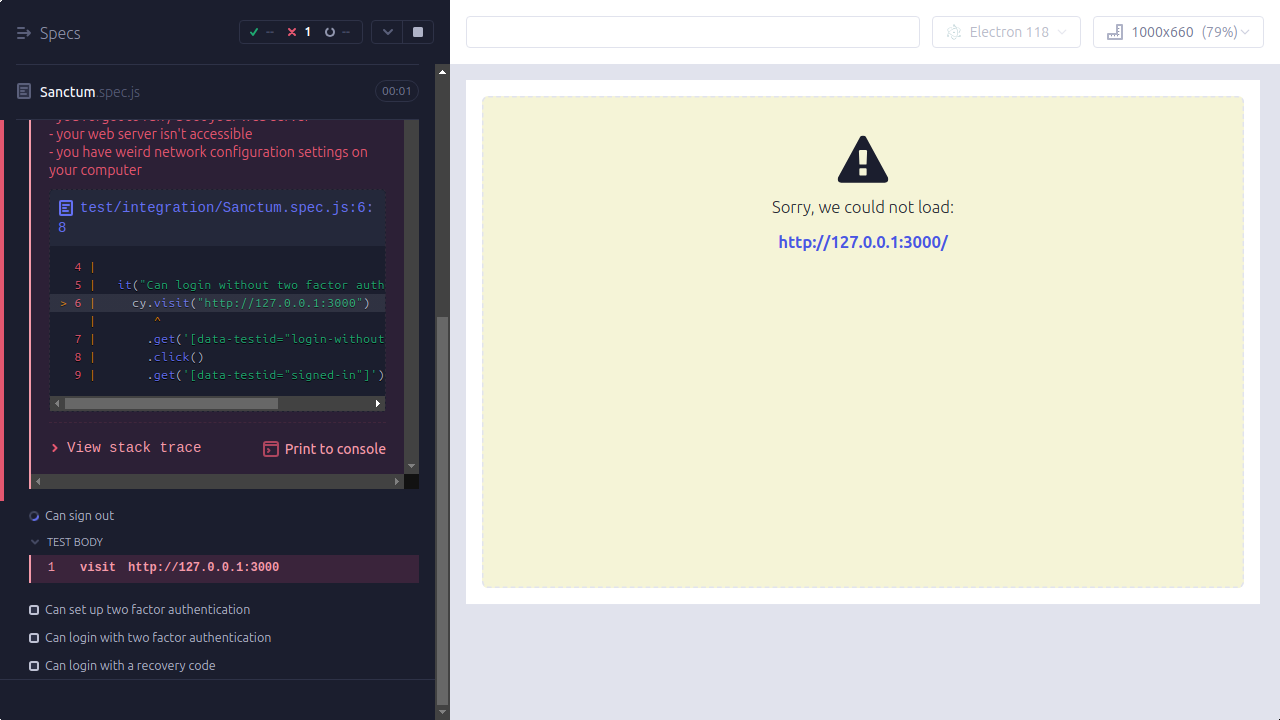 Specs
-- 1 --
Electron 118
1000x660 (79%)
Sanctum.spec.js
00:01
- your web server isn't accessible
- you have weird network configuration settings on
your computer
test/integration/Sanctum.spec.js:6:
8
4 |
5 | it("Can login without two factor auth
> 6 | cy.visit("http://127.0.0.1:3000")
| ^
7 | .get('[data-testid="login-without
8 | .click()
9 | .get('[data-testid="signed-in"]')
View stack trace
Print to console
Can sign out
TEST BODY
1 visit http://127.0.0.1:3000
Can set up two factor authentication
Can login with two factor authentication
Can login with a recovery code
Sorry, we could not load:
http://127.0.0.1:3000/